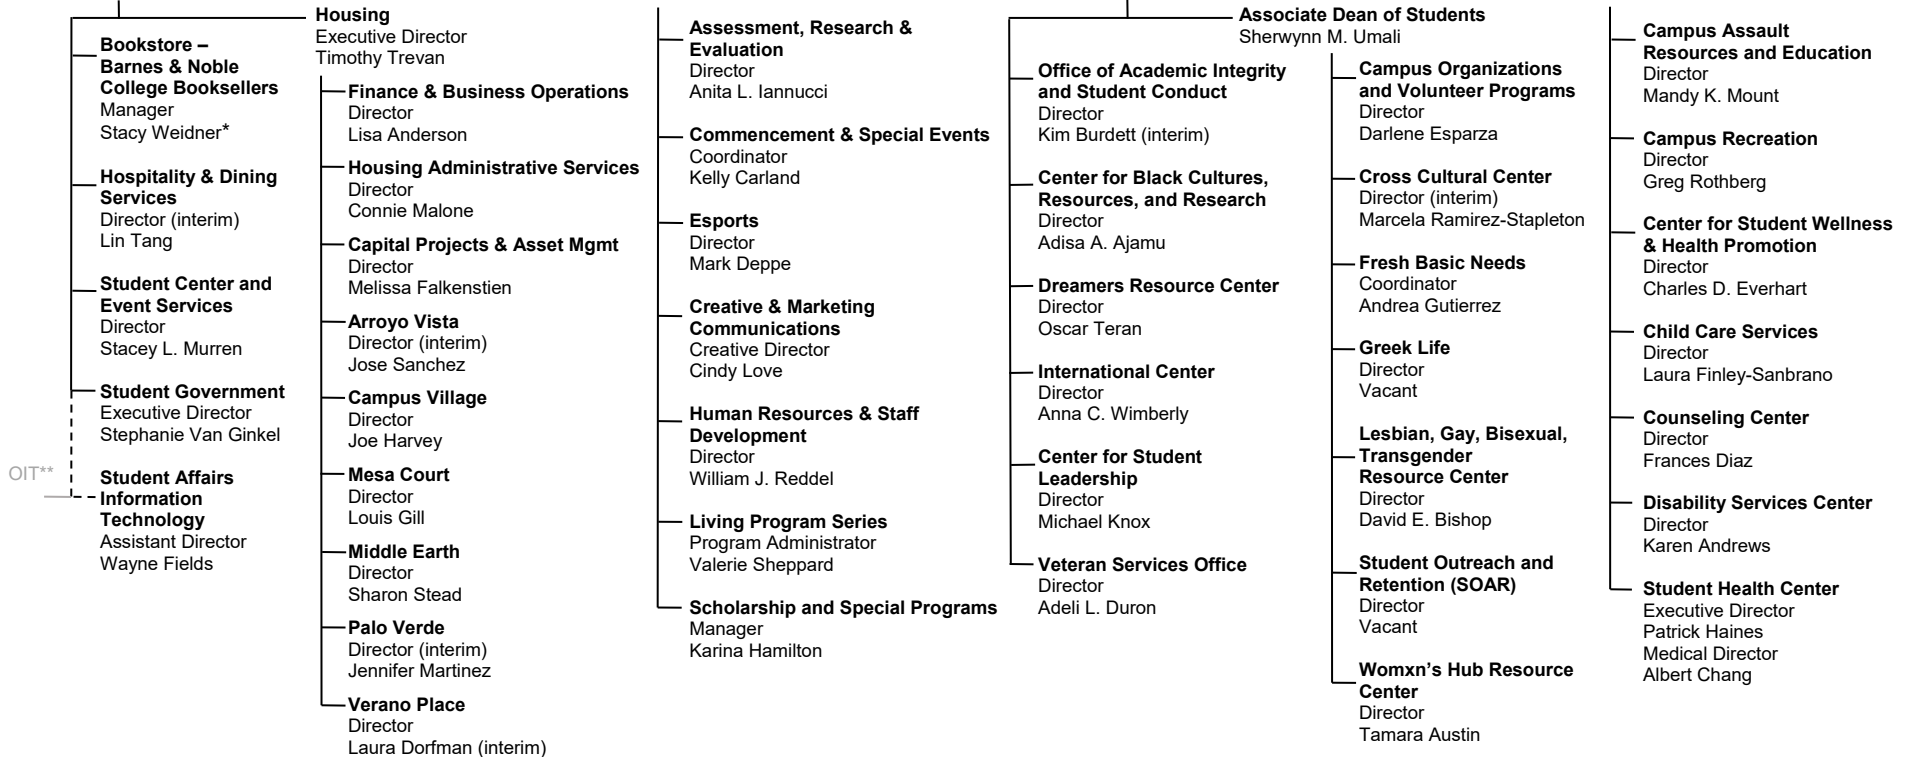 Bookstore –
Barnes & Noble
College Booksellers
Manager
Stacy Weidner*
Hospitality & Dining
Services
Director (interim)
Lin Tang
Student Center and
Event Services
Director
Stacey L. Murren
Student Government
Executive Director
Stephanie Van Ginkel
OIT**
Student Affairs
Information
Technology
Assistant Director
Wayne Fields
Housing
Executive Director
Timothy Trevan
Finance & Business Operations
Director
Lisa Anderson
Housing Administrative Services
Director
Connie Malone
Capital Projects & Asset Mgmt
Director
Melissa Falkenstien
Arroyo Vista
Director (interim)
Jose Sanchez
Campus Village
Director
Joe Harvey
Mesa Court
Director
Louis Gill
Middle Earth
Director
Sharon Stead
Palo Verde
Director (interim)
Jennifer Martinez
Verano Place
Director
Laura Dorfman (interim)
Assessment, Research &
Evaluation
Director
Anita L. Iannucci
Commencement & Special Events
Coordinator
Kelly Carland
Esports
Director
Mark Deppe
Creative & Marketing
Communications
Creative Director
Cindy Love
Human Resources & Staff
Development
Director
William J. Reddel
Living Program Series
Program Administrator
Valerie Sheppard
Scholarship and Special Programs
Manager
Karina Hamilton
Associate Dean of Students
Sherwynn M. Umali
Office of Academic Integrity
and Student Conduct
Director
Kim Burdett (interim)
Center for Black Cultures,
Resources, and Research
Director
Adisa A. Ajamu
Dreamers Resource Center
Director
Oscar Teran
International Center
Director
Anna C. Wimberly
Center for Student
Leadership
Director
Michael Knox
Veteran Services Office
Director
Adeli L. Duron
Campus Organizations
and Volunteer Programs
Director
Darlene Esparza
Cross Cultural Center
Director (interim)
Marcela Ramirez-Stapleton
Fresh Basic Needs
Coordinator
Andrea Gutierrez
Greek Life
Director
Vacant
Lesbian, Gay, Bisexual,
Transgender
Resource Center
Director
David E. Bishop
Student Outreach and
Retention (SOAR)
Director
Vacant
Womxn’s Hub Resource
Center
Director
Tamara Austin
Campus Assault
Resources and Education
Director
Mandy K. Mount
Campus Recreation
Director
Greg Rothberg
Center for Student Wellness
& Health Promotion
Director
Charles D. Everhart
Child Care Services
Director
Laura Finley-Sanbrano
Counseling Center
Director
Frances Diaz
Disability Services Center
Director
Karen Andrews
Student Health Center
Executive Director
Patrick Haines
Medical Director
Albert Chang